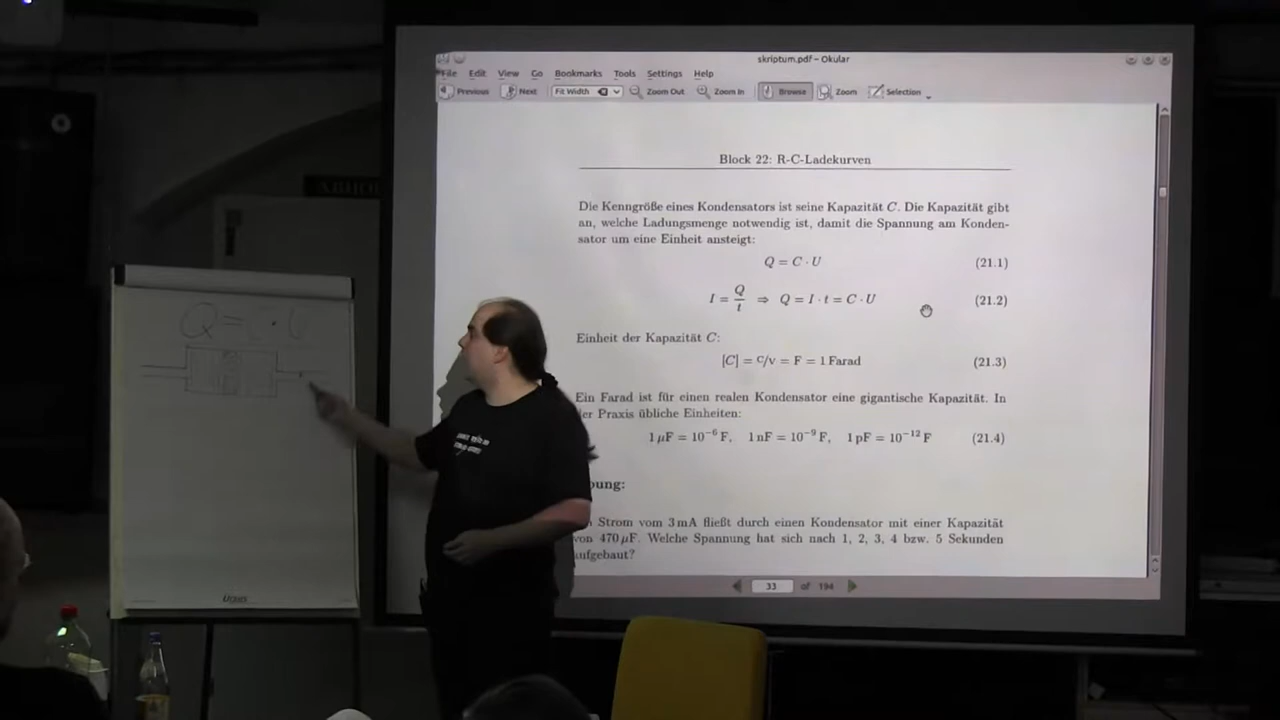 skriptum.pdf – Okular
File Edit View Go Bookmarks Tools Settings Help
Previous Next Fit Width Zoom Out Zoom In Browse Zoom Selection
Block 22: R-C-Ladekurven
Die Kenngröße eines Kondensators ist seine Kapazität C. Die Kapazität gibt
an, welche Ladungsmenge notwendig ist, damit die Spannung am Konden-
sator um eine Einheit ansteigt:
Q = C · U (21.1)
I = Q/t ⇒ Q = I · t = C · U (21.2)
Einheit der Kapazität C:
[C] = C/V = F = 1 Farad (21.3)
Ein Farad ist für einen realen Kondensator eine gigantische Kapazität. In
er Praxis übliche Einheiten:
1 μF = 10⁻⁶ F, 1 nF = 10⁻⁹ F, 1 pF = 10⁻¹² F (21.4)
bung:
Strom vom 3 mA fließt durch einen Kondensator mit einer Kapazität
von 470 μF. Welche Spannung hat sich nach 1, 2, 3, 4 bzw. 5 Sekunden
aufgebaut?
33 of 194
Q = C · U